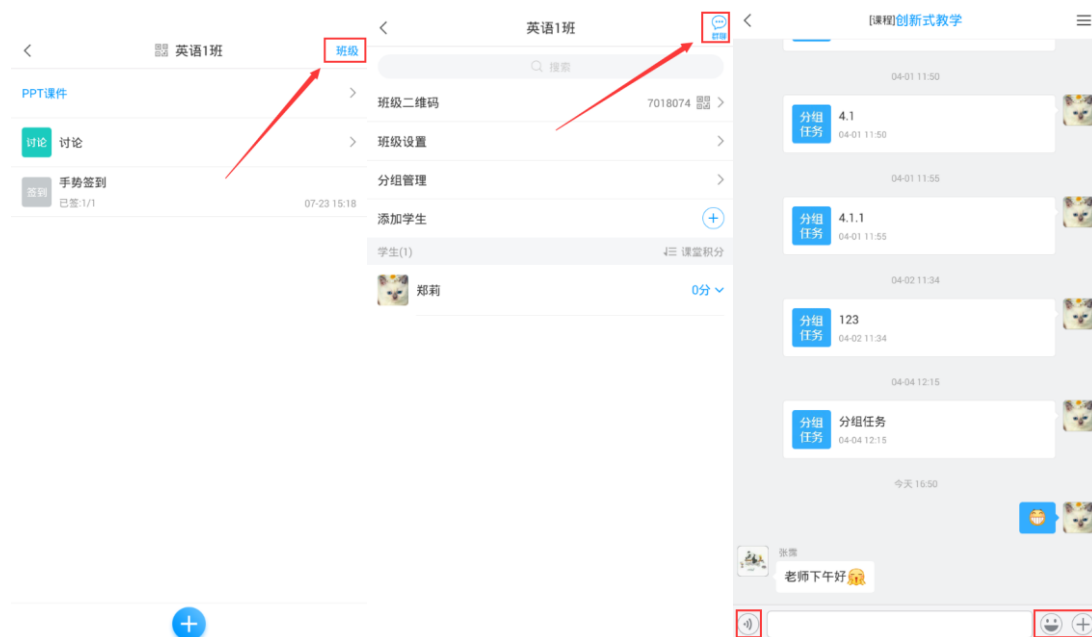 英语1班
班级
PPT课件
讨论 讨论
签到
手势签到
已签:1/1
07-23 15:18
英语1班
群聊
搜索
班级二维码
7018074
班级设置
分组管理
添加学生
学生(1)
课堂积分
郑莉
0分
[课程]创新式教学
04-01 11:50
分组
任务
4.1
04-01 11:50
04-01 11:55
分组
任务
4.1.1
04-01 11:55
04-02 11:34
分组
任务
123
04-02 11:34
04-04 12:15
分组
任务
分组任务
04-04 12:15
今天 16:50
老师下午好